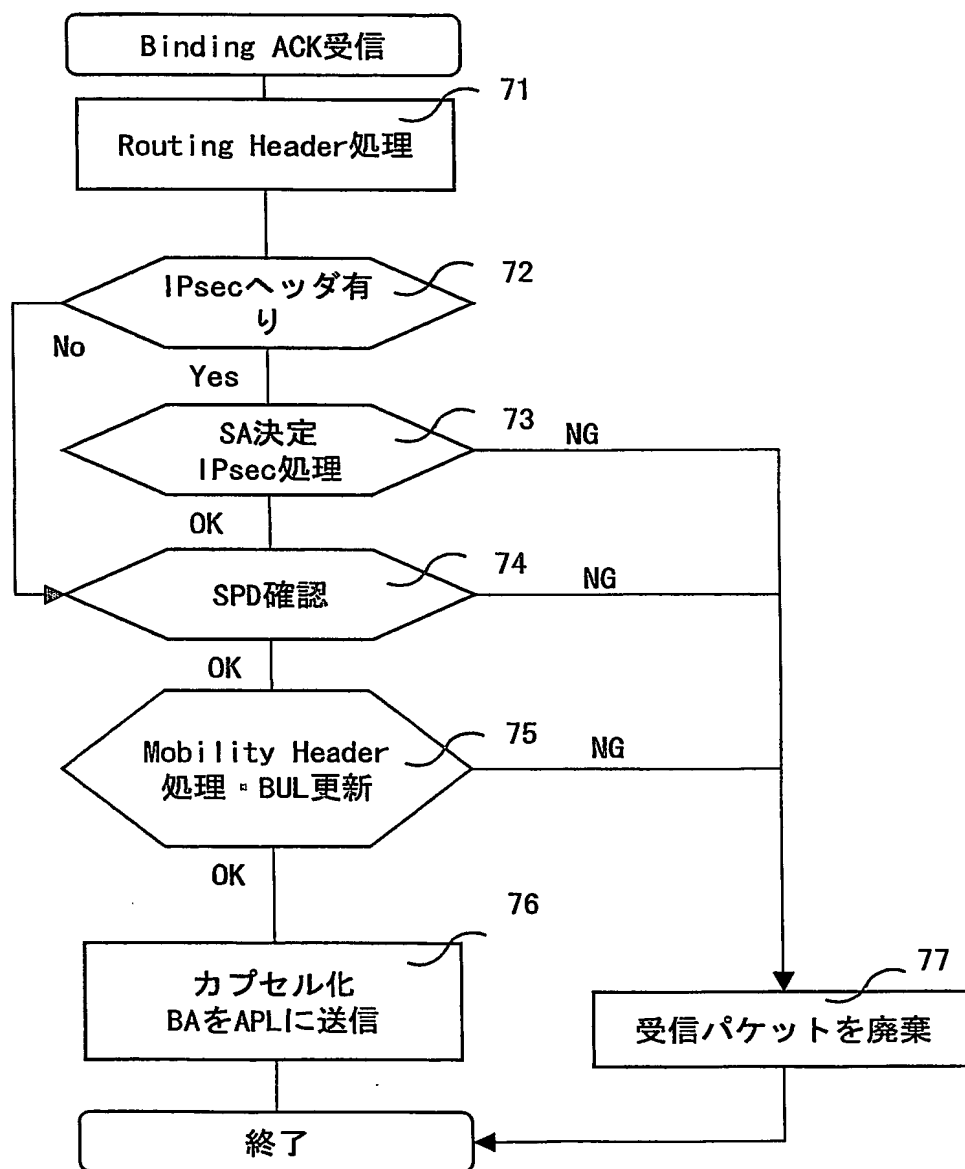 Binding ACK受信
71
Routing Header処理
72
IPsecヘッダ有
り
No
Yes
73
SA決定
IPsec処理
NG
OK
74
SPD確認
NG
OK
75
Mobility Header
処理・BUL更新
NG
OK
76
カプセル化
BAをAPLに送信
77
受信パケットを廃棄
終了